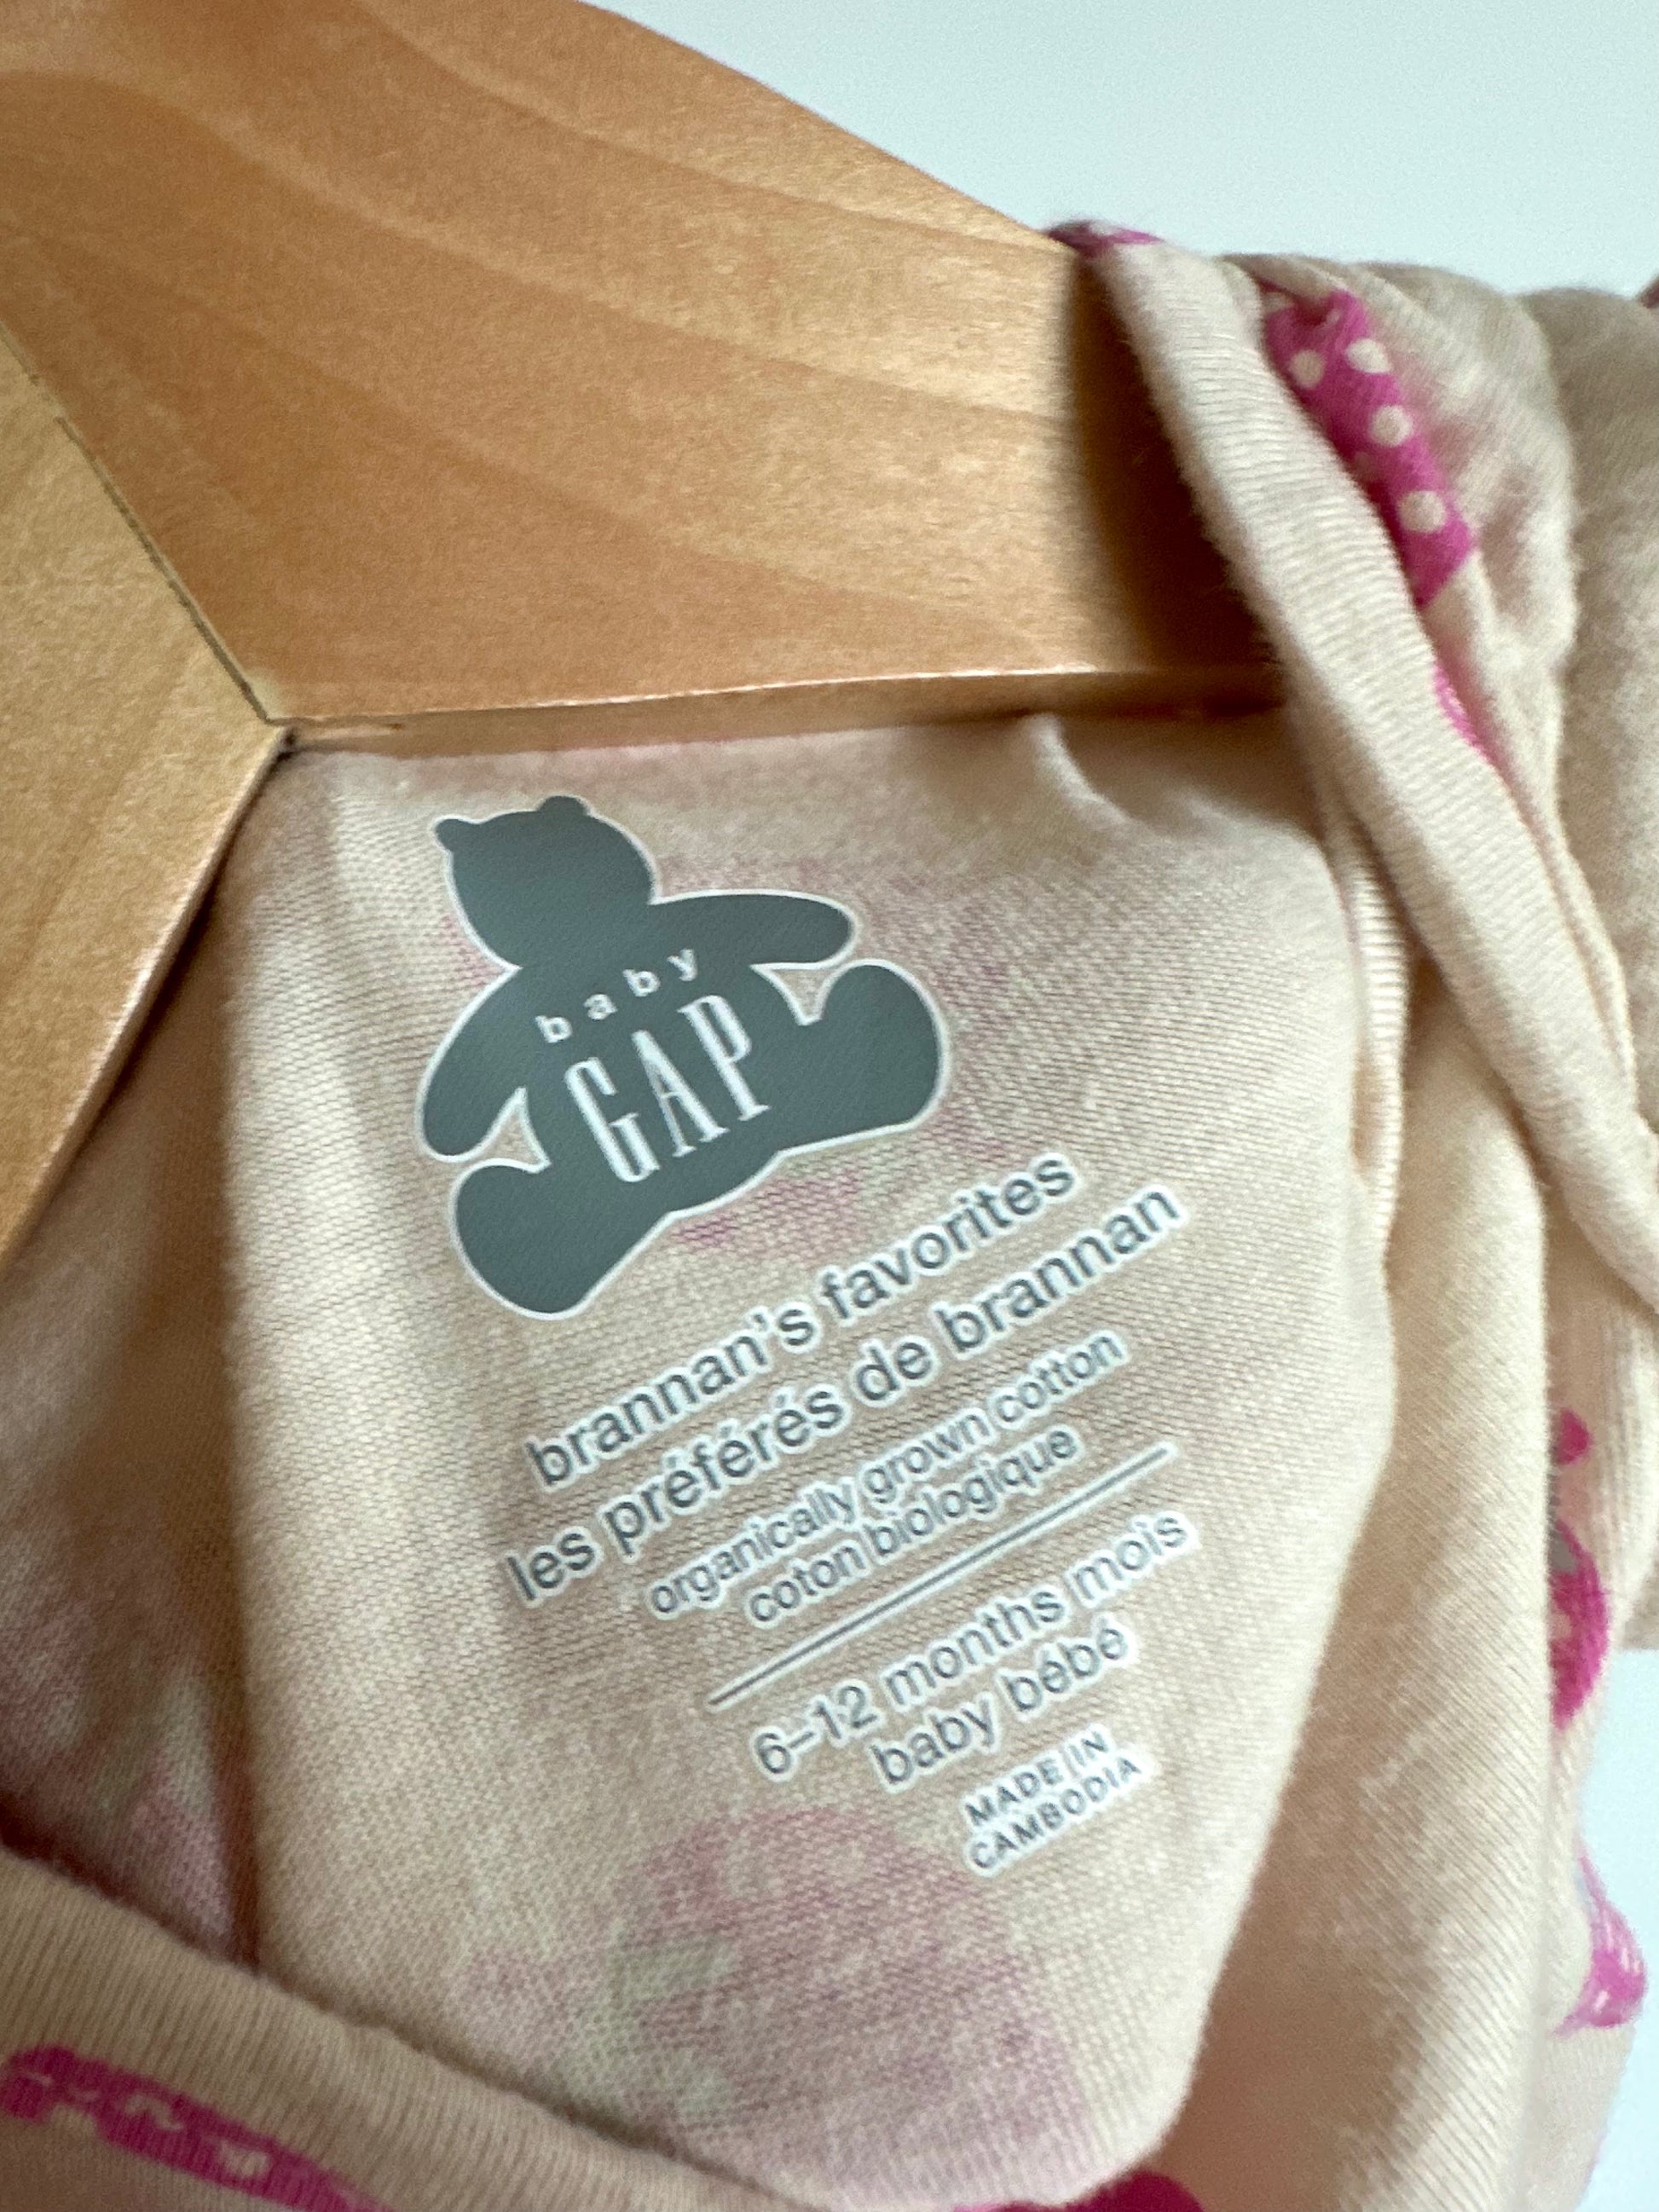 baby
GAP
brannan's favorites
les préférés de brannan
organically grown cotton
coton biologique
6–12 months mois
baby bébé
MADE IN
CAMBODIA